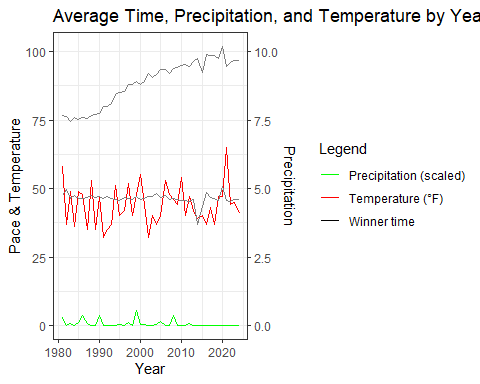 Average Time, Precipitation, and Temperature by Yea
Pace & Temperature
100
75
50
25
0
10.0
7.5
5.0
2.5
0.0
Precipitation
1980
1990
2000
2010
2020
Year
Legend
Precipitation (scaled)
Temperature (°F)
Winner time